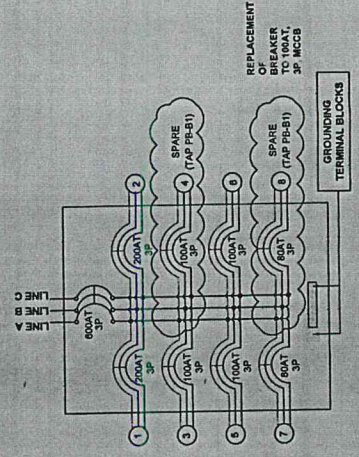 LINE A
LINE B
LINE C
600AT
3P
1
200AT
3P
200AT
3P
2
3
100AT
3P
100AT
3P
4
SPARE
(TAP PB-B1)
5
100AT
3P
100AT
3P
6
7
80AT
3P
80AT
3P
8
SPARE
(TAP PB-B1)
REPLACEMENT
OF
BREAKER
TO 100AT,
3P MCCB
GROUNDING
TERMINAL BLOCKS